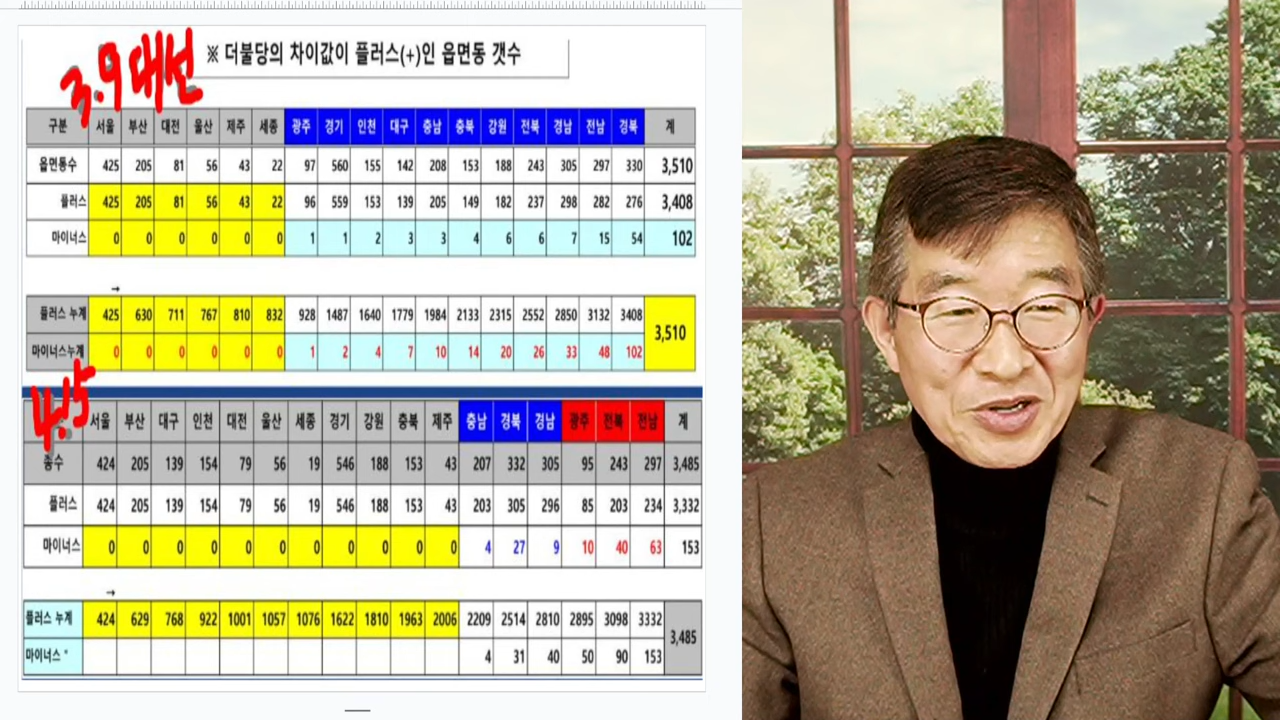 3.9 대선
※ 더불당의 차이값이 플러스(+)인 읍면동 갯수
구분 서울 부산 대전 울산 제주 세종 광주 경기 인천 대구 충남 충북 강원 전북 경남 전남 경북 계
읍면동수 425 205 81 56 43 22 97 560 155 142 208 153 188 243 305 297 330 3,510
플러스 425 205 81 56 43 22 96 559 153 139 205 149 182 237 298 282 276 3,408
마이너스 0 0 0 0 0 0 1 1 2 3 3 4 6 6 7 15 54 102
→
플러스 누계 425 630 711 767 810 832 928 1487 1640 1779 1984 2133 2315 2552 2850 3132 3408 3,510
마이너스누계 0 0 0 0 0 0 1 2 4 7 10 14 20 26 33 48 102
4.15
서울 부산 대구 인천 대전 울산 세종 경기 강원 충북 제주 충남 경북 경남 광주 전북 전남 계
총수 424 205 139 154 79 56 19 546 188 153 43 207 332 305 95 243 297 3,485
플러스 424 205 139 154 79 56 19 546 188 153 43 203 305 296 85 203 234 3,332
마이너스 0 0 0 0 0 0 0 0 0 0 0 4 27 9 10 40 63 153
→
플러스 누계 424 629 768 922 1001 1057 1076 1622 1810 1963 2006 2209 2514 2810 2895 3098 3332 3,485
마이너스 " 4 31 40 50 90 153